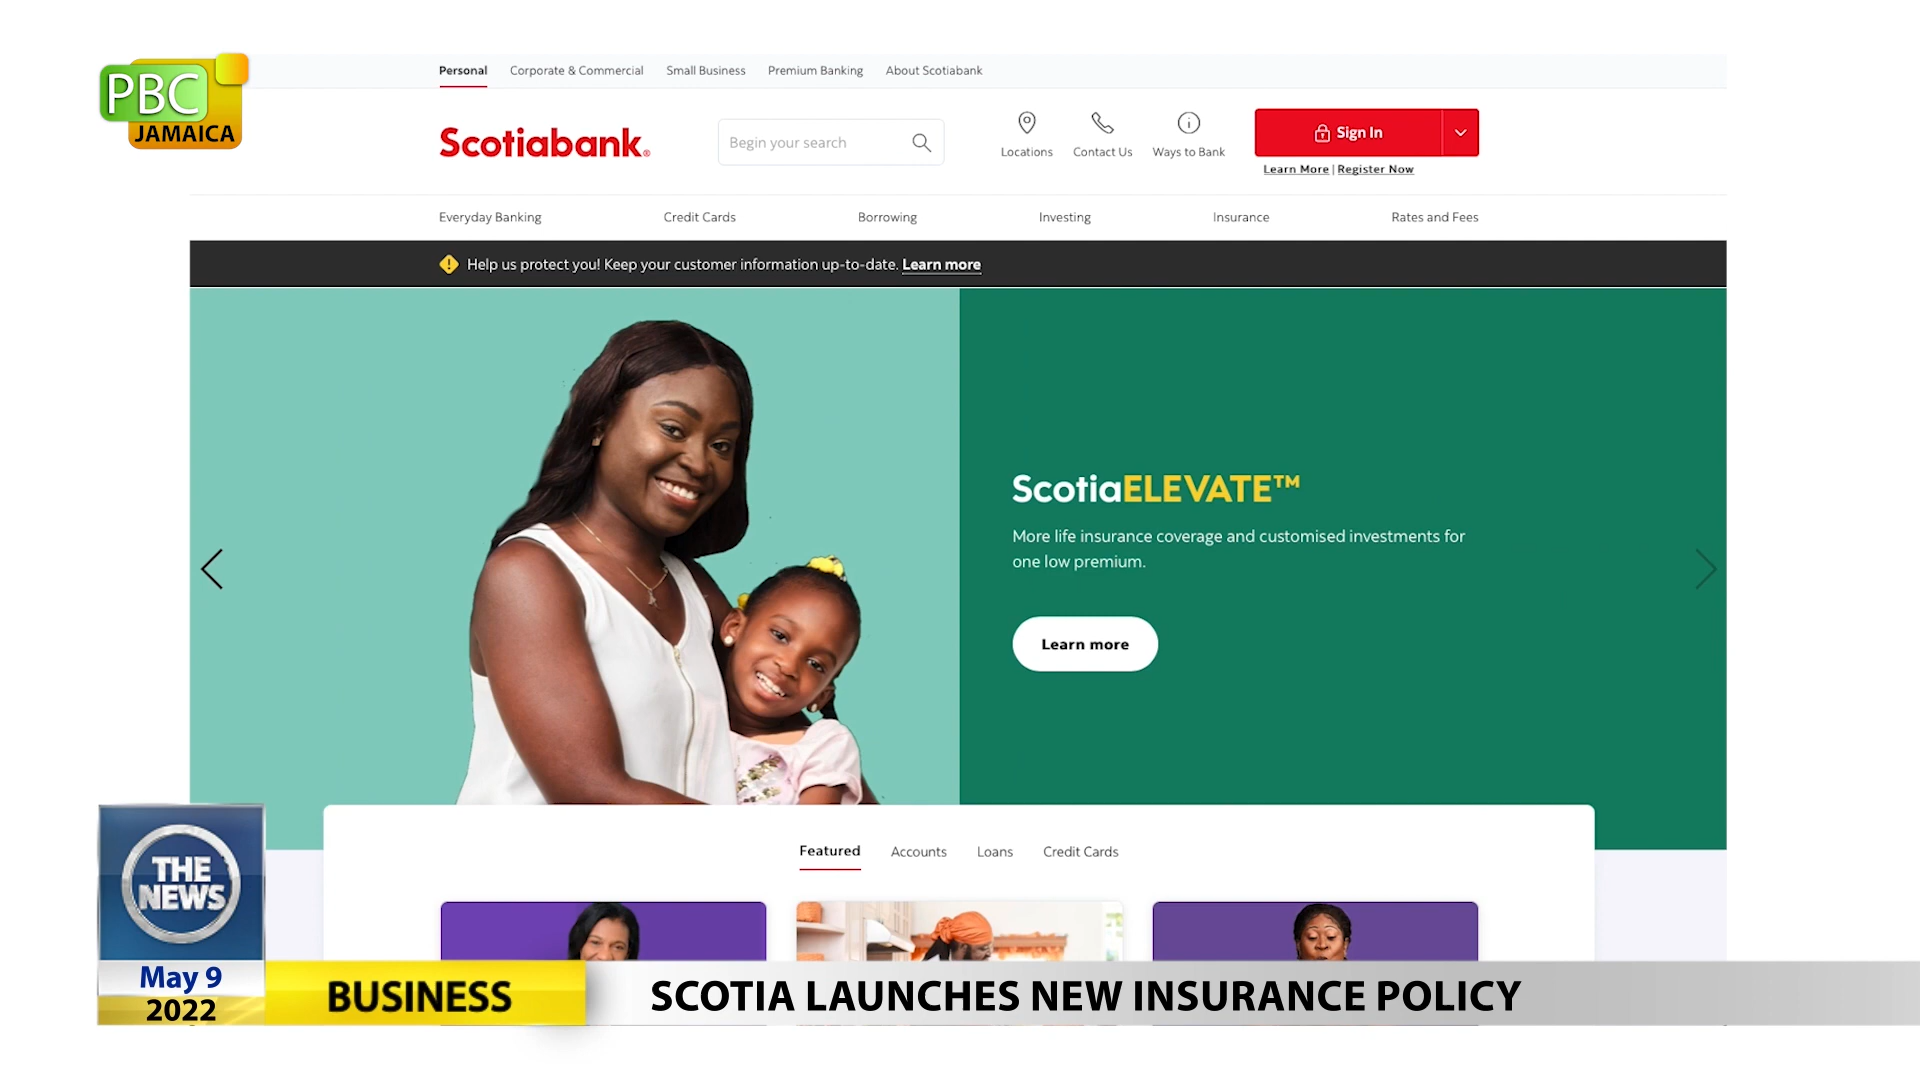 PBC
JAMAICA
Personal Corporate & Commercial Small Business Premium Banking About Scotiabank
Scotiabank®
Begin your search
Locations Contact Us Ways to Bank
Sign In
Learn More | Register Now
Everyday Banking Credit Cards Borrowing Investing Insurance Rates and Fees
Help us protect you! Keep your customer information up-to-date. Learn more
ScotiaELEVATE™
More life insurance coverage and customised investments for
one low premium.
Learn more
Featured Accounts Loans Credit Cards
THE
NEWS
May 9
2022
BUSINESS
SCOTIA LAUNCHES NEW INSURANCE POLICY